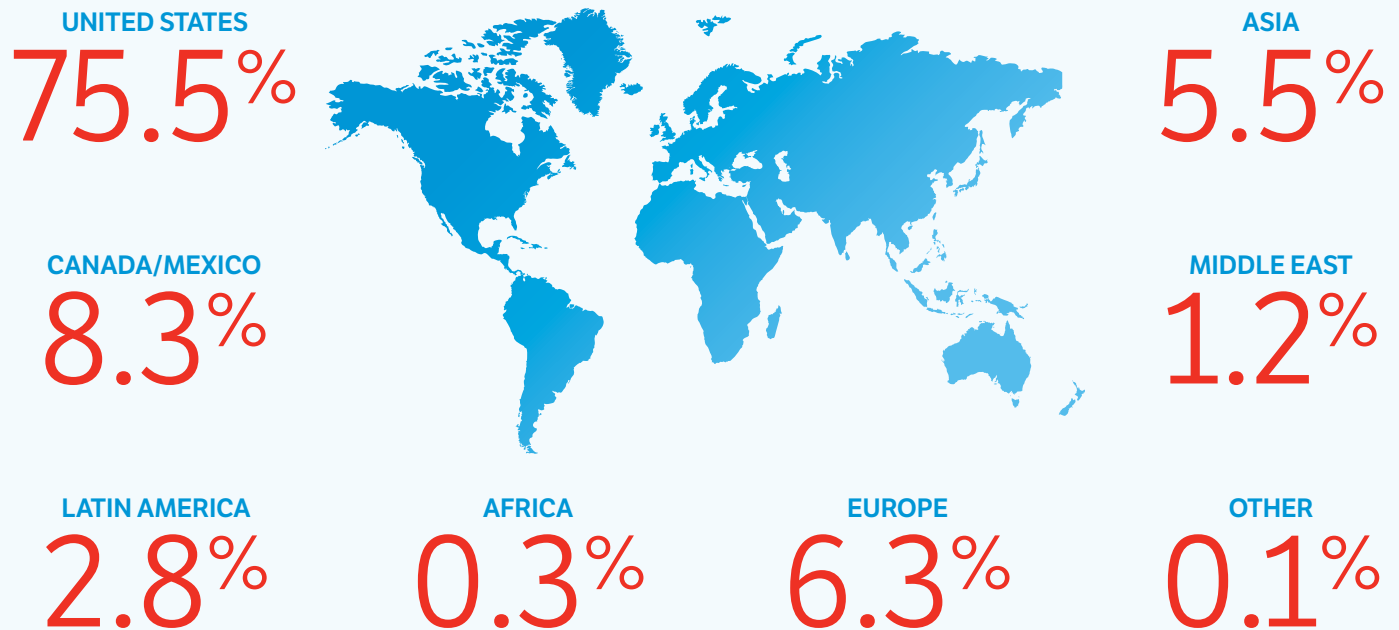 UNITED STATES
75.5%
ASIA
5.5%
CANADA/MEXICO
8.3%
MIDDLE EAST
1.2%
LATIN AMERICA
2.8%
AFRICA
0.3%
EUROPE
6.3%
OTHER
0.1%